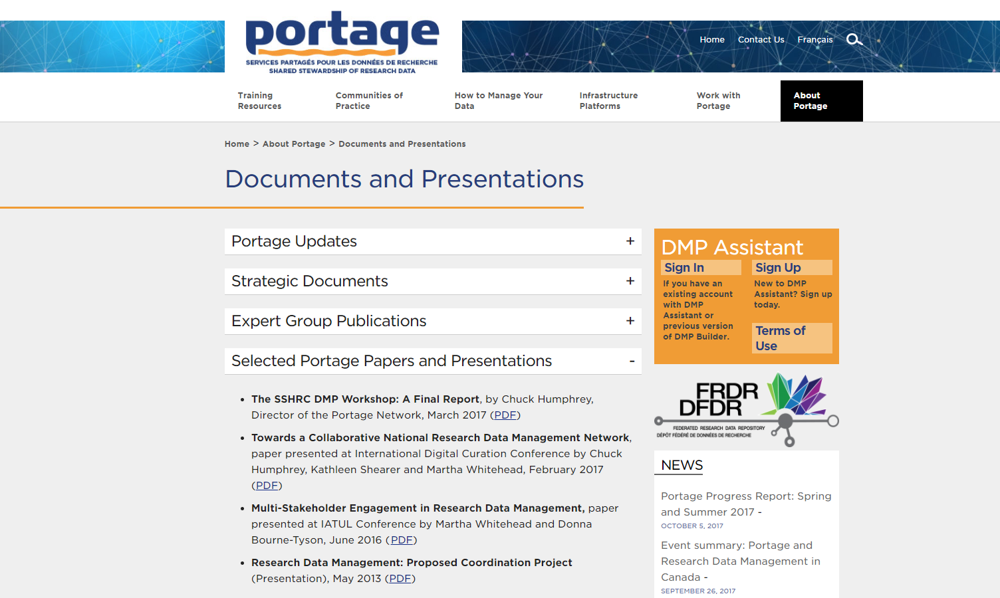 portage
SERVICES PARTAGÉS POUR LES DONNÉES DE RECHERCHE
SHARED STEWARDSHIP OF RESEARCH DATA
Home Contact Us Français
Training Resources
Communities of Practice
How to Manage Your Data
Infrastructure Platforms
Work with Portage
About Portage
Home > About Portage > Documents and Presentations
Documents and Presentations
Portage Updates +
Strategic Documents +
Expert Group Publications +
Selected Portage Papers and Presentations -
• The SSHRC DMP Workshop: A Final Report, by Chuck Humphrey,
Director of the Portage Network, March 2017 (PDF)
• Towards a Collaborative National Research Data Management Network,
paper presented at International Digital Curation Conference by Chuck
Humphrey, Kathleen Shearer and Martha Whitehead, February 2017
(PDF)
• Multi-Stakeholder Engagement in Research Data Management, paper
presented at IATUL Conference by Martha Whitehead and Donna
Bourne-Tyson, June 2016 (PDF)
• Research Data Management: Proposed Coordination Project
(Presentation), May 2013 (PDF)
DMP Assistant
Sign In
If you have an
existing account
with DMP
Assistant or
previous version
of DMP Builder.
Sign Up
New to DMP
Assistant? Sign up
today.
Terms of
Use
FRDR
DFDR
FEDERATED RESEARCH DATA REPOSITORY
DÉPÔT FÉDÉRÉ DE DONNÉES DE RECHERCHE
NEWS
Portage Progress Report: Spring
and Summer 2017 -
OCTOBER 5, 2017
Event summary: Portage and
Research Data Management in
Canada -
SEPTEMBER 26, 2017